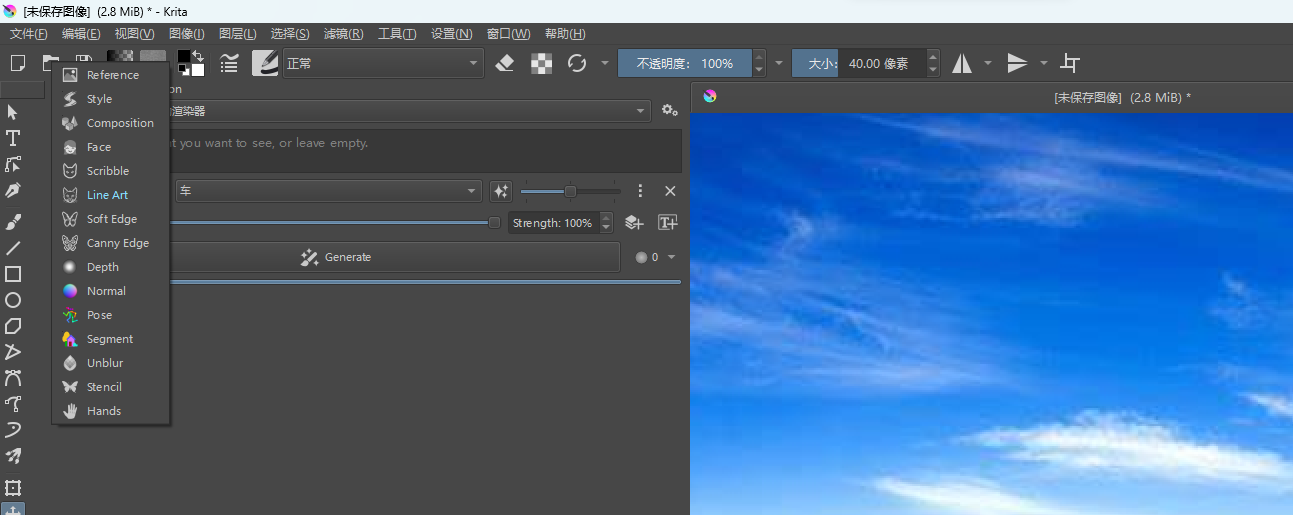 [未保存图像] (2.8 MiB) * - Krita
文件(F) 编辑(E) 视图(V) 图像(I) 图层(L) 选择(S) 滤镜(R) 工具(T) 设置(N) 窗口(W) 帮助(H)
正常
不透明度: 100%
大小: 40.00 像素
on
渲染器
[未保存图像] (2.8 MiB) *
t you want to see, or leave empty.
车
Strength: 100%
Generate
0
Reference
Style
Composition
Face
Scribble
Line Art
Soft Edge
Canny Edge
Depth
Normal
Pose
Segment
Unblur
Stencil
Hands